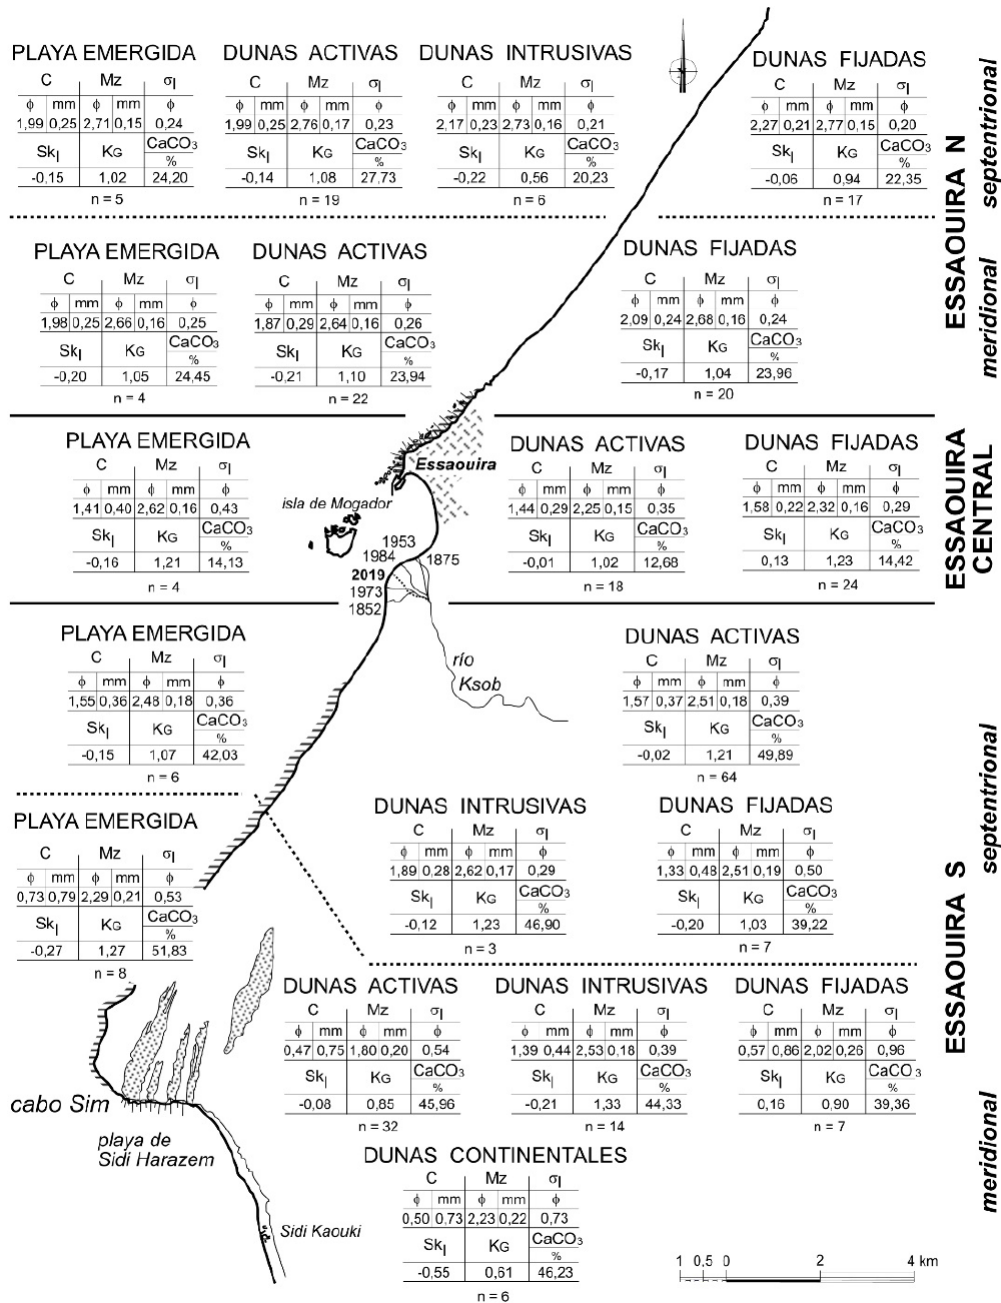 PLAYA EMERGIDA
C Mz σI
ϕ mm ϕ mm ϕ
1,99 0,25 2,71 0,15 0,24
SkI KG CaCO3
%
-0,15 1,02 24,20
n = 5
DUNAS ACTIVAS
C Mz σI
ϕ mm ϕ mm ϕ
1,99 0,25 2,76 0,17 0,23
SkI KG CaCO3
%
-0,14 1,08 27,73
n = 19
DUNAS INTRUSIVAS
C Mz σI
ϕ mm ϕ mm ϕ
2,17 0,23 2,73 0,16 0,21
SkI KG CaCO3
%
-0,22 0,56 20,23
n = 6
N
DUNAS FIJADAS
C Mz σI
ϕ mm ϕ mm ϕ
2,27 0,21 2,77 0,15 0,20
SkI KG CaCO3
%
-0,06 0,94 22,35
n = 17
septentrional
ESSAOUIRA N
PLAYA EMERGIDA
C Mz σI
ϕ mm ϕ mm ϕ
1,98 0,25 2,66 0,16 0,25
SkI KG CaCO3
%
-0,20 1,05 24,45
n = 4
DUNAS ACTIVAS
C Mz σI
ϕ mm ϕ mm ϕ
1,87 0,29 2,64 0,16 0,26
SkI KG CaCO3
%
-0,21 1,10 23,94
n = 22
DUNAS FIJADAS
C Mz σI
ϕ mm ϕ mm ϕ
2,09 0,24 2,68 0,16 0,24
SkI KG CaCO3
%
-0,17 1,04 23,96
n = 20
meridional
PLAYA EMERGIDA
C Mz σI
ϕ mm ϕ mm ϕ
1,41 0,40 2,62 0,16 0,43
SkI KG CaCO3
%
-0,16 1,21 14,13
n = 4
Essaouira
isla de Mogador
1953
1984
1875
2019
1973
1852
DUNAS ACTIVAS
C Mz σI
ϕ mm ϕ mm ϕ
1,44 0,29 2,25 0,15 0,35
SkI KG CaCO3
%
-0,01 1,02 12,68
n = 18
DUNAS FIJADAS
C Mz σI
ϕ mm ϕ mm ϕ
1,58 0,22 2,32 0,16 0,29
SkI KG CaCO3
%
0,13 1,23 14,42
n = 24
ESSAOUIRA
CENTRAL
PLAYA EMERGIDA
C Mz σI
ϕ mm ϕ mm ϕ
1,55 0,36 2,48 0,18 0,36
SkI KG CaCO3
%
-0,15 1,07 42,03
n = 6
río
Ksob
DUNAS ACTIVAS
C Mz σI
ϕ mm ϕ mm ϕ
1,57 0,37 2,51 0,18 0,39
SkI KG CaCO3
%
-0,02 1,21 49,89
n = 64
septentrional
ESSAOUIRA S
PLAYA EMERGIDA
C Mz σI
ϕ mm ϕ mm ϕ
0,73 0,79 2,29 0,21 0,53
SkI KG CaCO3
%
-0,27 1,27 51,83
n = 8
DUNAS INTRUSIVAS
C Mz σI
ϕ mm ϕ mm ϕ
1,89 0,28 2,62 0,17 0,29
SkI KG CaCO3
%
-0,12 1,23 46,90
n = 3
DUNAS FIJADAS
C Mz σI
ϕ mm ϕ mm ϕ
1,33 0,48 2,51 0,19 0,50
SkI KG CaCO3
%
-0,20 1,03 39,22
n = 7
DUNAS ACTIVAS
C Mz σI
ϕ mm ϕ mm ϕ
0,47 0,75 1,80 0,20 0,54
SkI KG CaCO3
%
-0,08 0,85 45,96
n = 32
DUNAS INTRUSIVAS
C Mz σI
ϕ mm ϕ mm ϕ
1,39 0,44 2,53 0,18 0,39
SkI KG CaCO3
%
-0,21 1,33 44,33
n = 14
DUNAS FIJADAS
C Mz σI
ϕ mm ϕ mm ϕ
0,57 0,86 2,02 0,26 0,96
SkI KG CaCO3
%
0,16 0,90 39,36
n = 7
meridional
cabo Sim
playa de
Sidi Harazem
Sidi Kaouki
DUNAS CONTINENTALES
C Mz σI
ϕ mm ϕ mm ϕ
0,50 0,73 2,23 0,22 0,73
SkI KG CaCO3
%
-0,55 0,61 46,23
n = 6
1 0,5 0 2 4 km